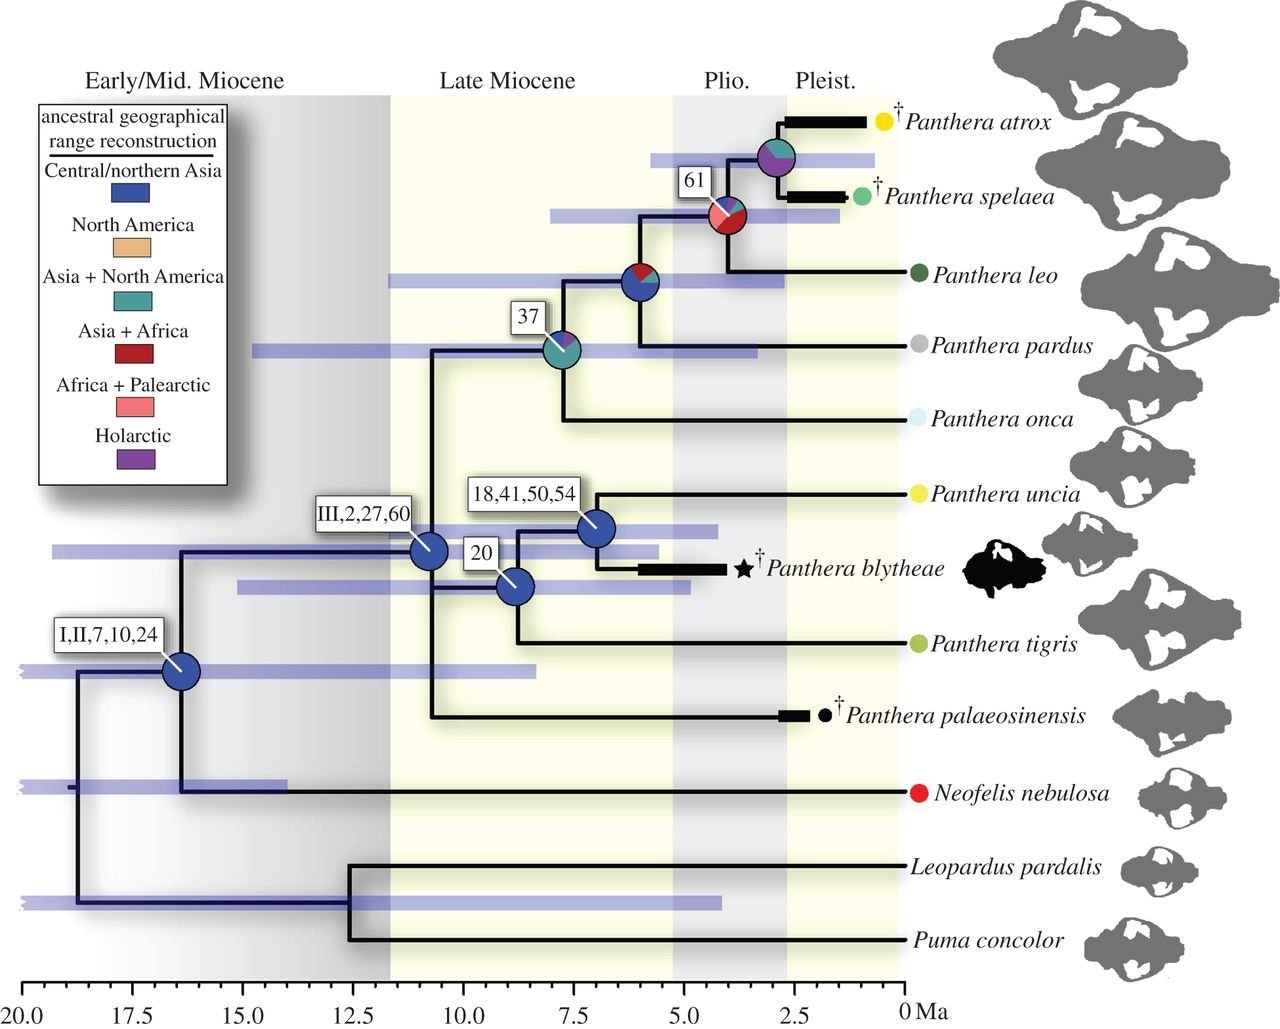 Early/Mid. Miocene
Late Miocene
Plio.
Pleist.
ancestral geographical
range reconstruction
Central/northern Asia
North America
Asia + North America
Asia + Africa
Africa + Palearctic
Holarctic
†Panthera atrox
61
†Panthera spelaea
Panthera leo
37
Panthera pardus
Panthera onca
18,41,50,54
Panthera uncia
III,2,27,60
20
†Panthera blytheae
I,II,7,10,24
Panthera tigris
†Panthera palaeosinensis
Neofelis nebulosa
Leopardus pardalis
Puma concolor
20.0 17.5 15.0 12.5 10.0 7.5 5.0 2.5 0 Ma